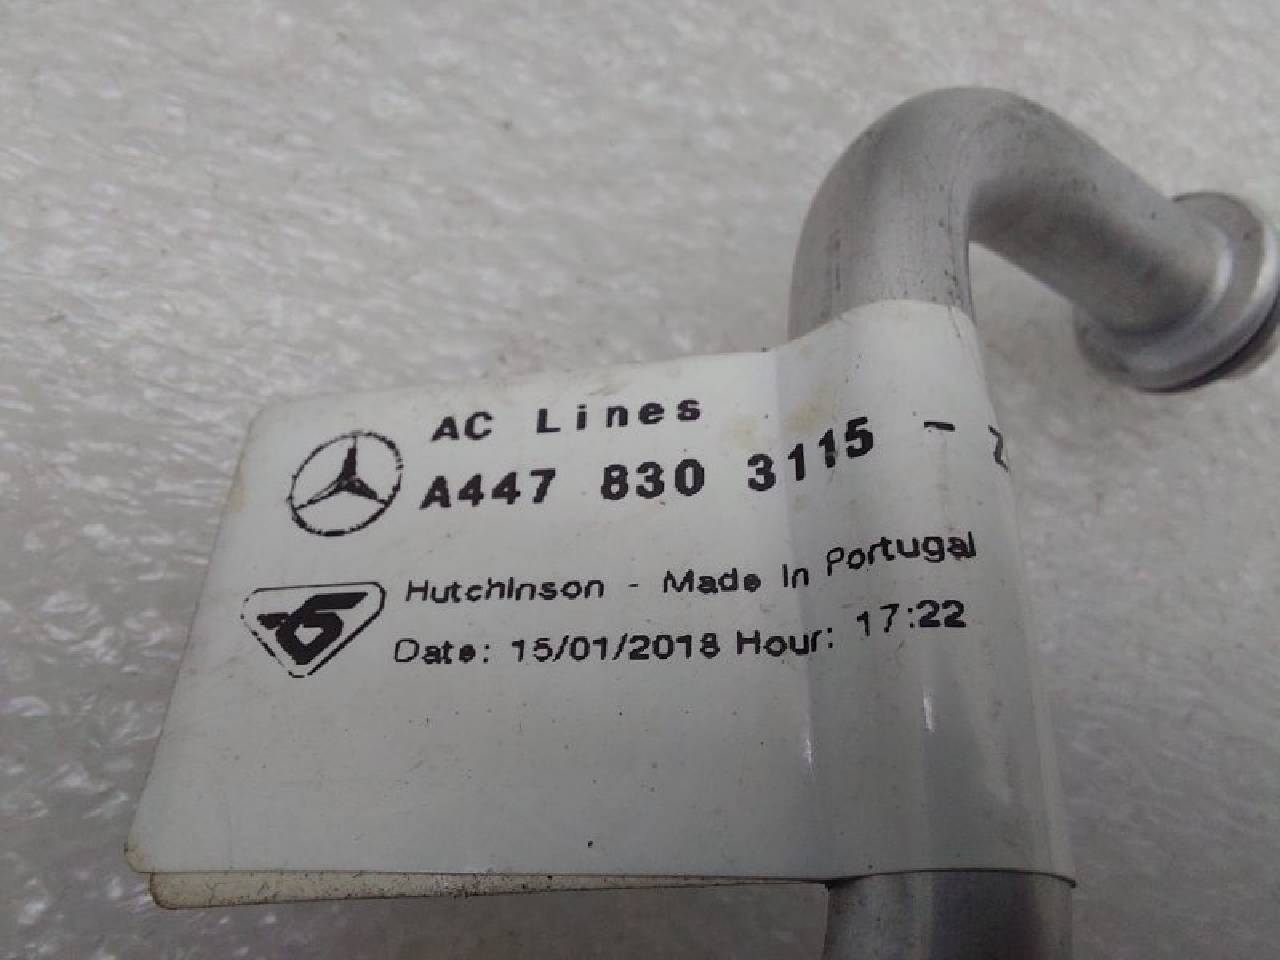 AC Lines
A447 830 3115 -
Hutchinson - Made in Portugal
Date: 15/01/2018 Hour: 17:22